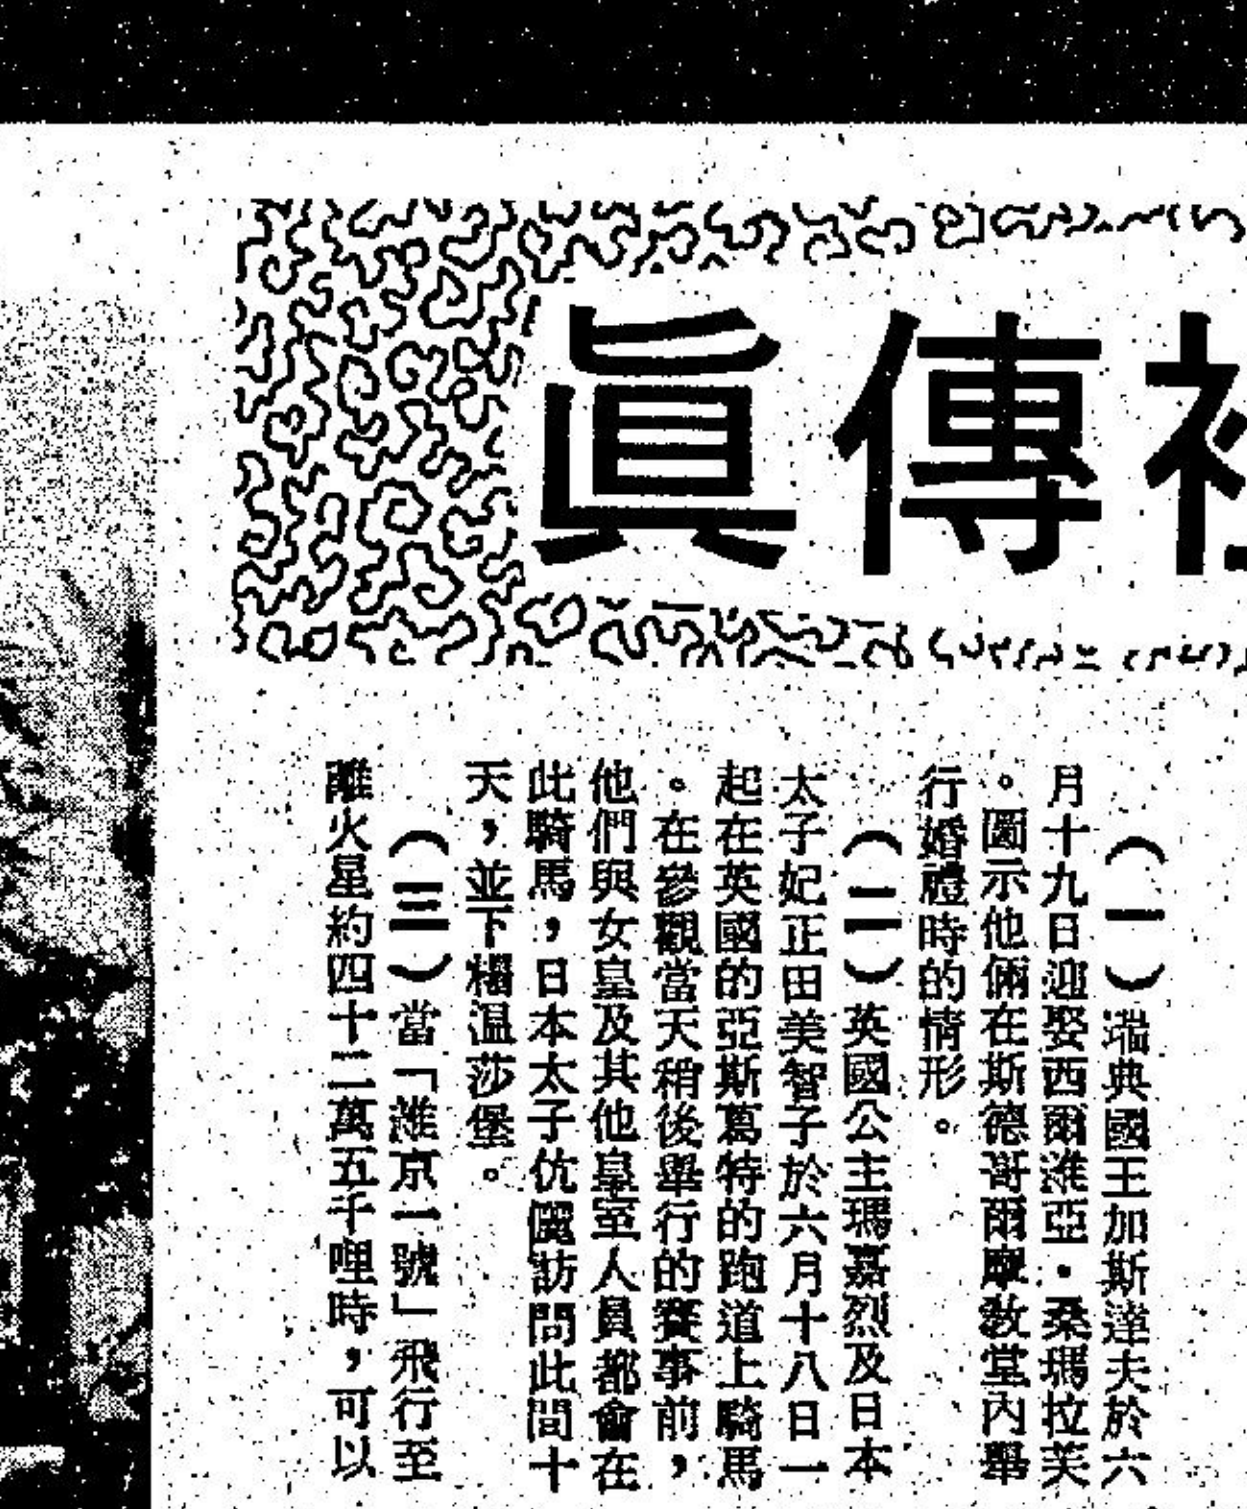 傳眞
（一）瑞典國王加斯達夫於六
月十九日迎娶西爾維亞・桑瑪拉芙
。圖示他倆在斯德哥爾摩教堂內舉
行婚禮時的情形。
（二）英國公主瑪嘉烈及日本
太子妃正田美智子於六月十八日一
起在英國的亞斯葛特的跑道上騎馬
。在參觀當天稍後舉行的賽事前，
他們與女皇及其他皇室人員都會在
此騎馬，日本太子伉儷訪問此間十
天，並下榻溫莎堡。
（三）當「維京一號」飛行至
離火星約四十二萬五千哩時，可以